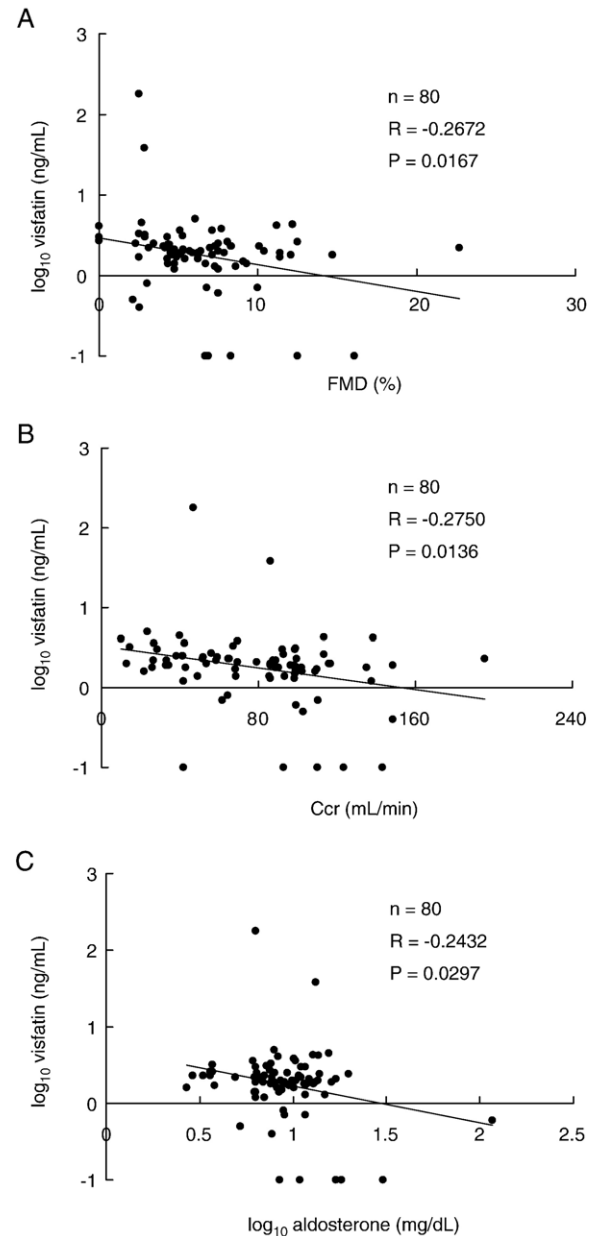 A
3
n = 80
R = -0.2672
P = 0.0167
2
1
0
-1
log10 visfatin (ng/mL)
0
10
20
30
FMD (%)
B
3
n = 80
R = -0.2750
P = 0.0136
2
1
0
-1
log10 visfatin (ng/mL)
0
80
160
240
Ccr (mL/min)
C
3
n = 80
R = -0.2432
P = 0.0297
2
1
0
-1
log10 visfatin (ng/mL)
0
0.5
1
1.5
2
2.5
log10 aldosterone (mg/dL)